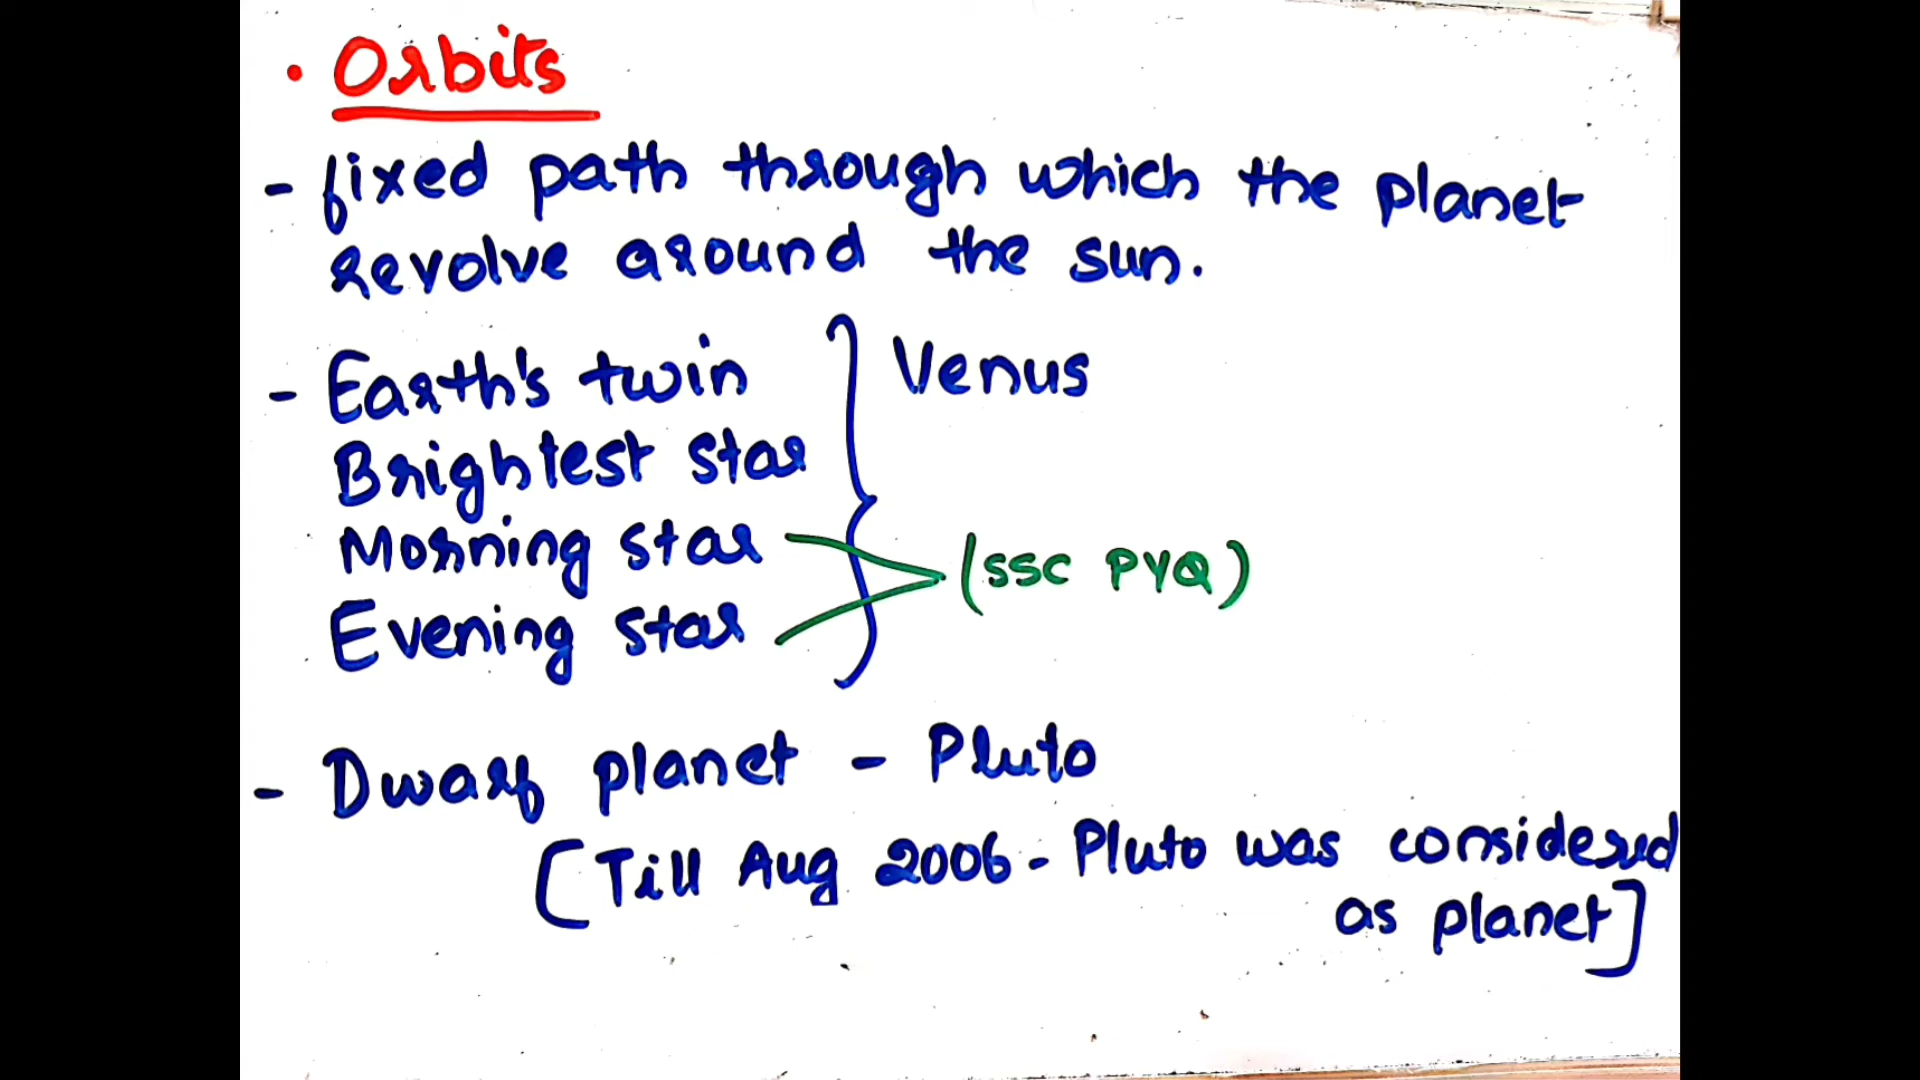 • Orbits
- fixed path through which the planet
revolve around the sun.
- Earth's twin } Venus
Brightest star
Morning star
Evening star
(SSC PYQ)
- Dwarf planet - Pluto
[Till Aug 2006 - Pluto was considered
as planet]